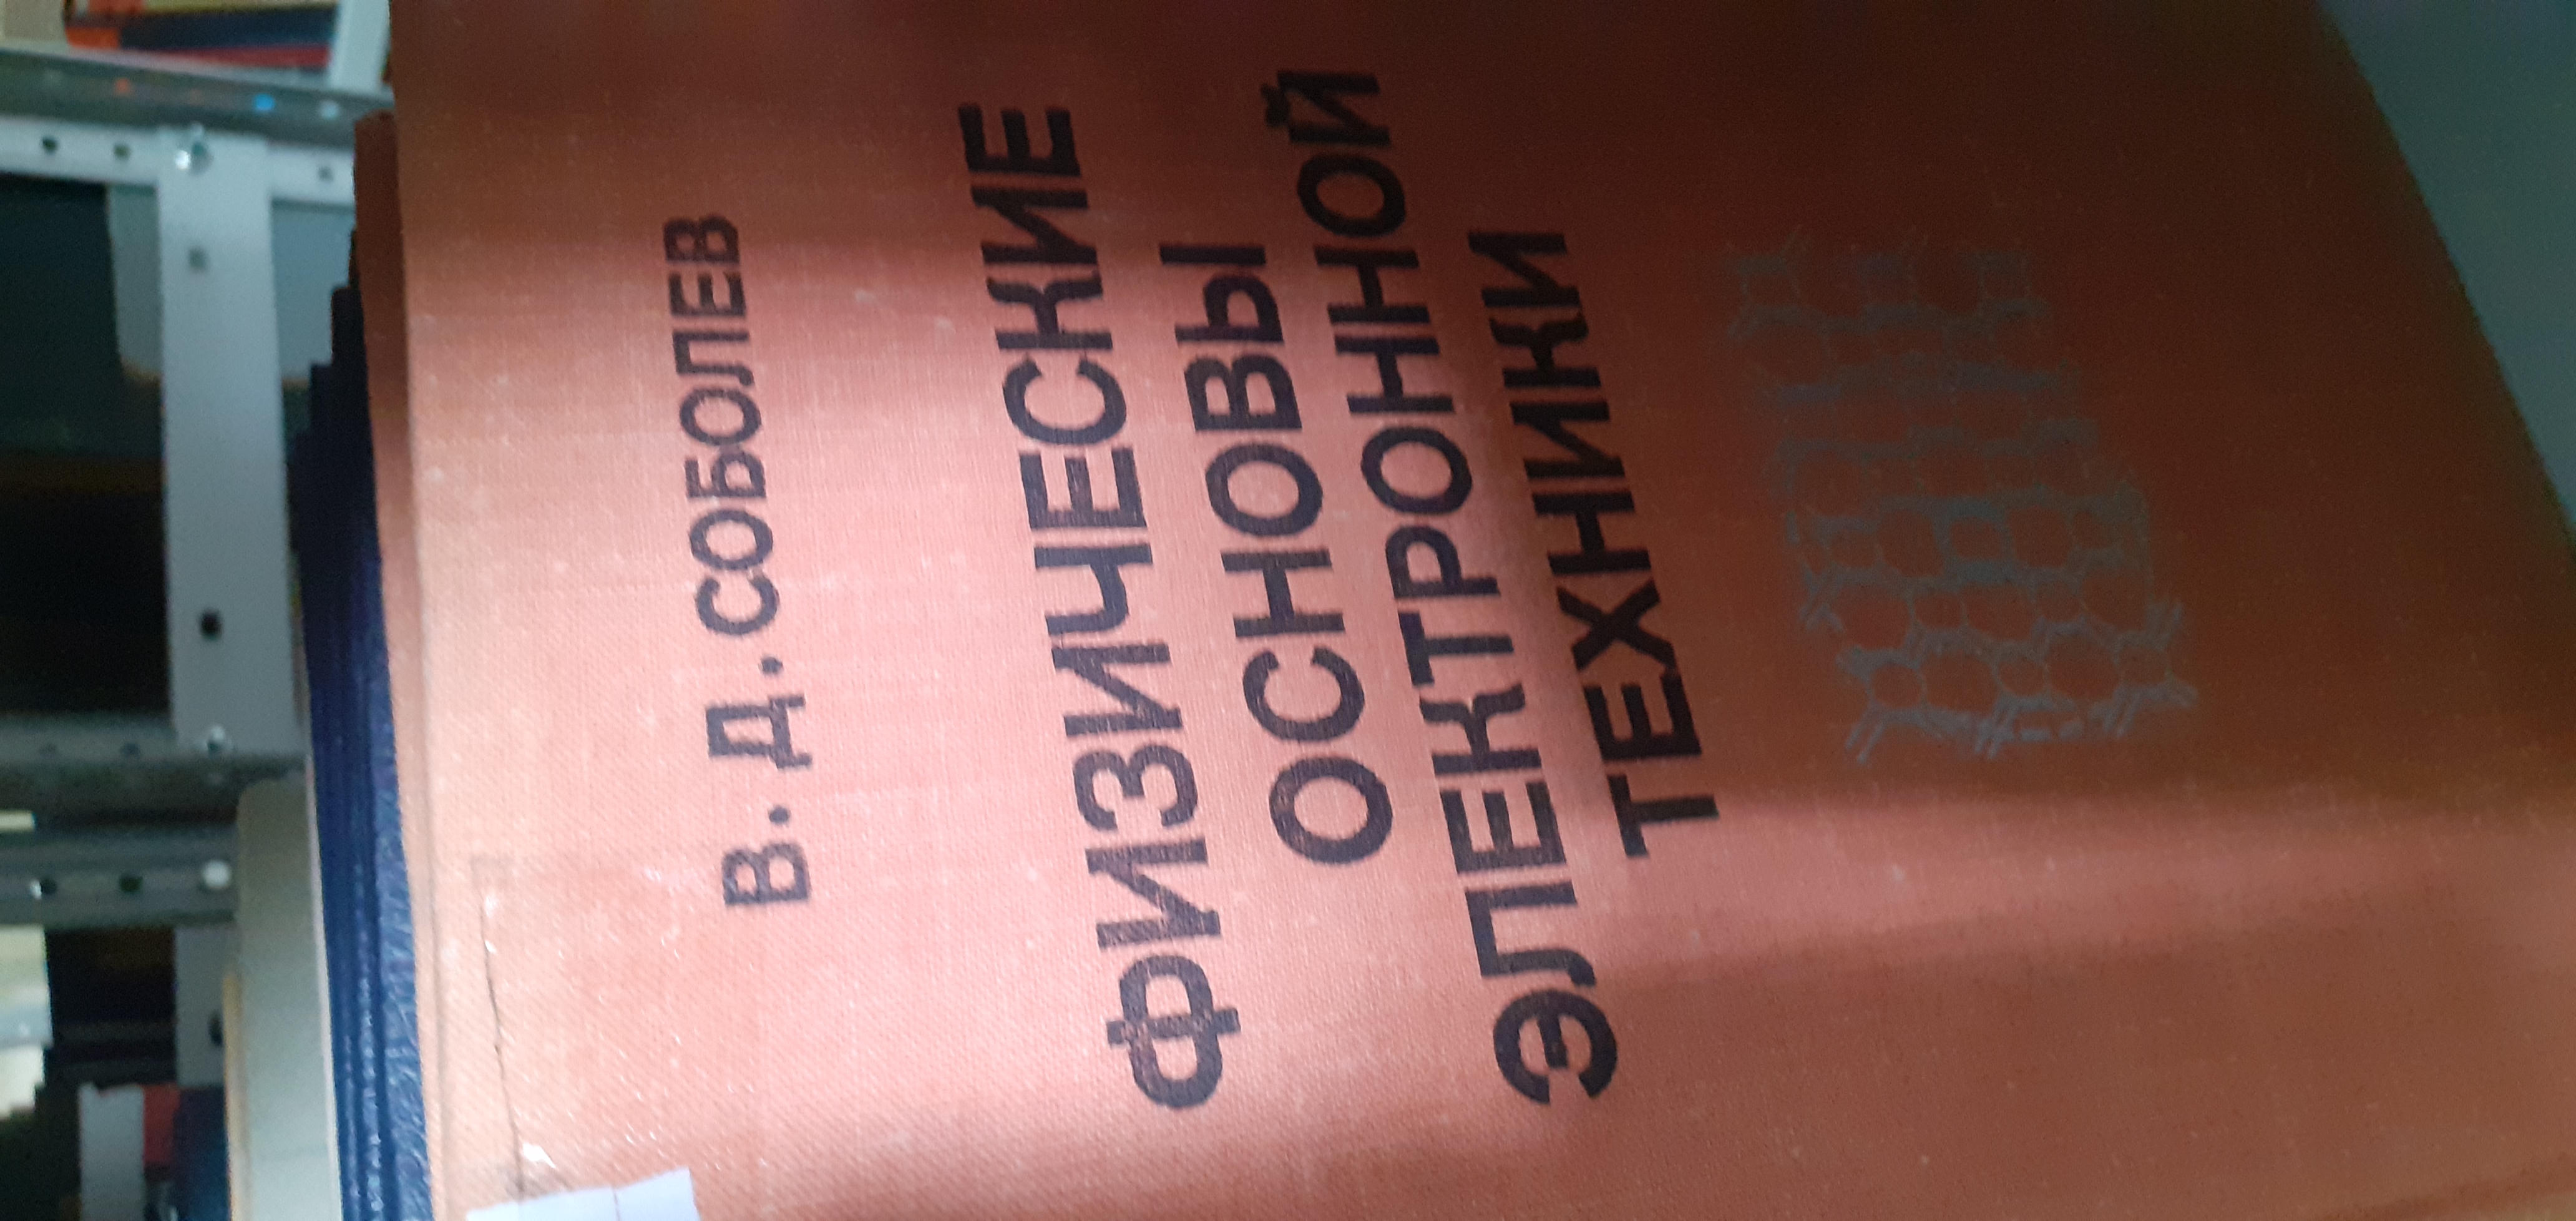 В. Д. СОБОЛЕВ
ФИЗИЧЕСКИЕ
ОСНОВЫ
ЭЛЕКТРОННОЙ
ТЕХНИКИ